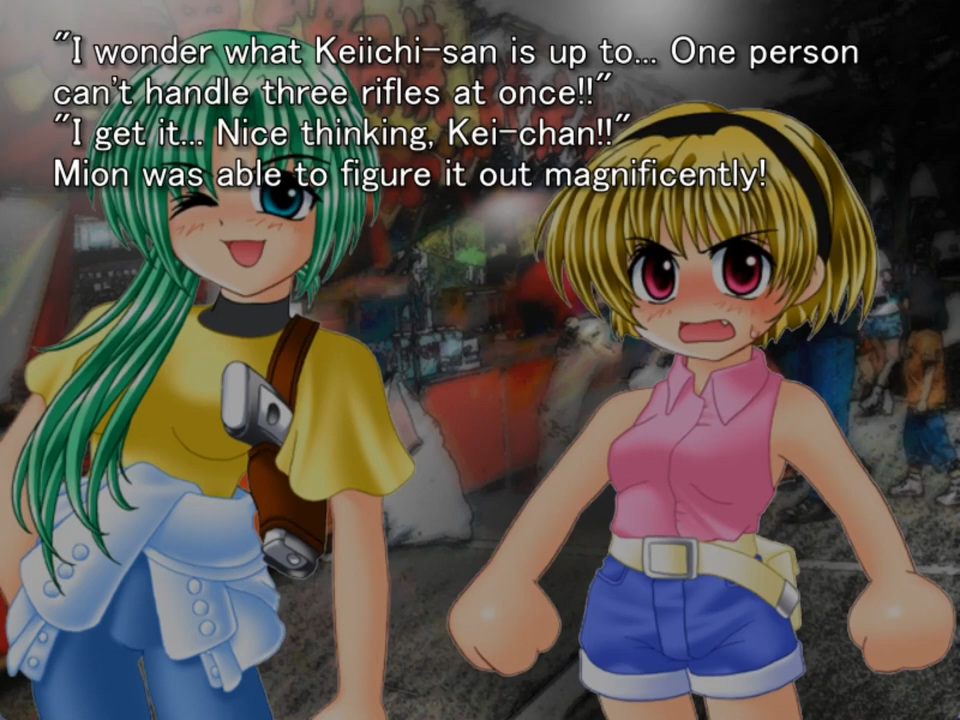 "I wonder what Keiichi-san is up to... One person
can't handle three rifles at once!!"
"I get it... Nice thinking, Kei-chan!!"
Mion was able to figure it out magnificently!